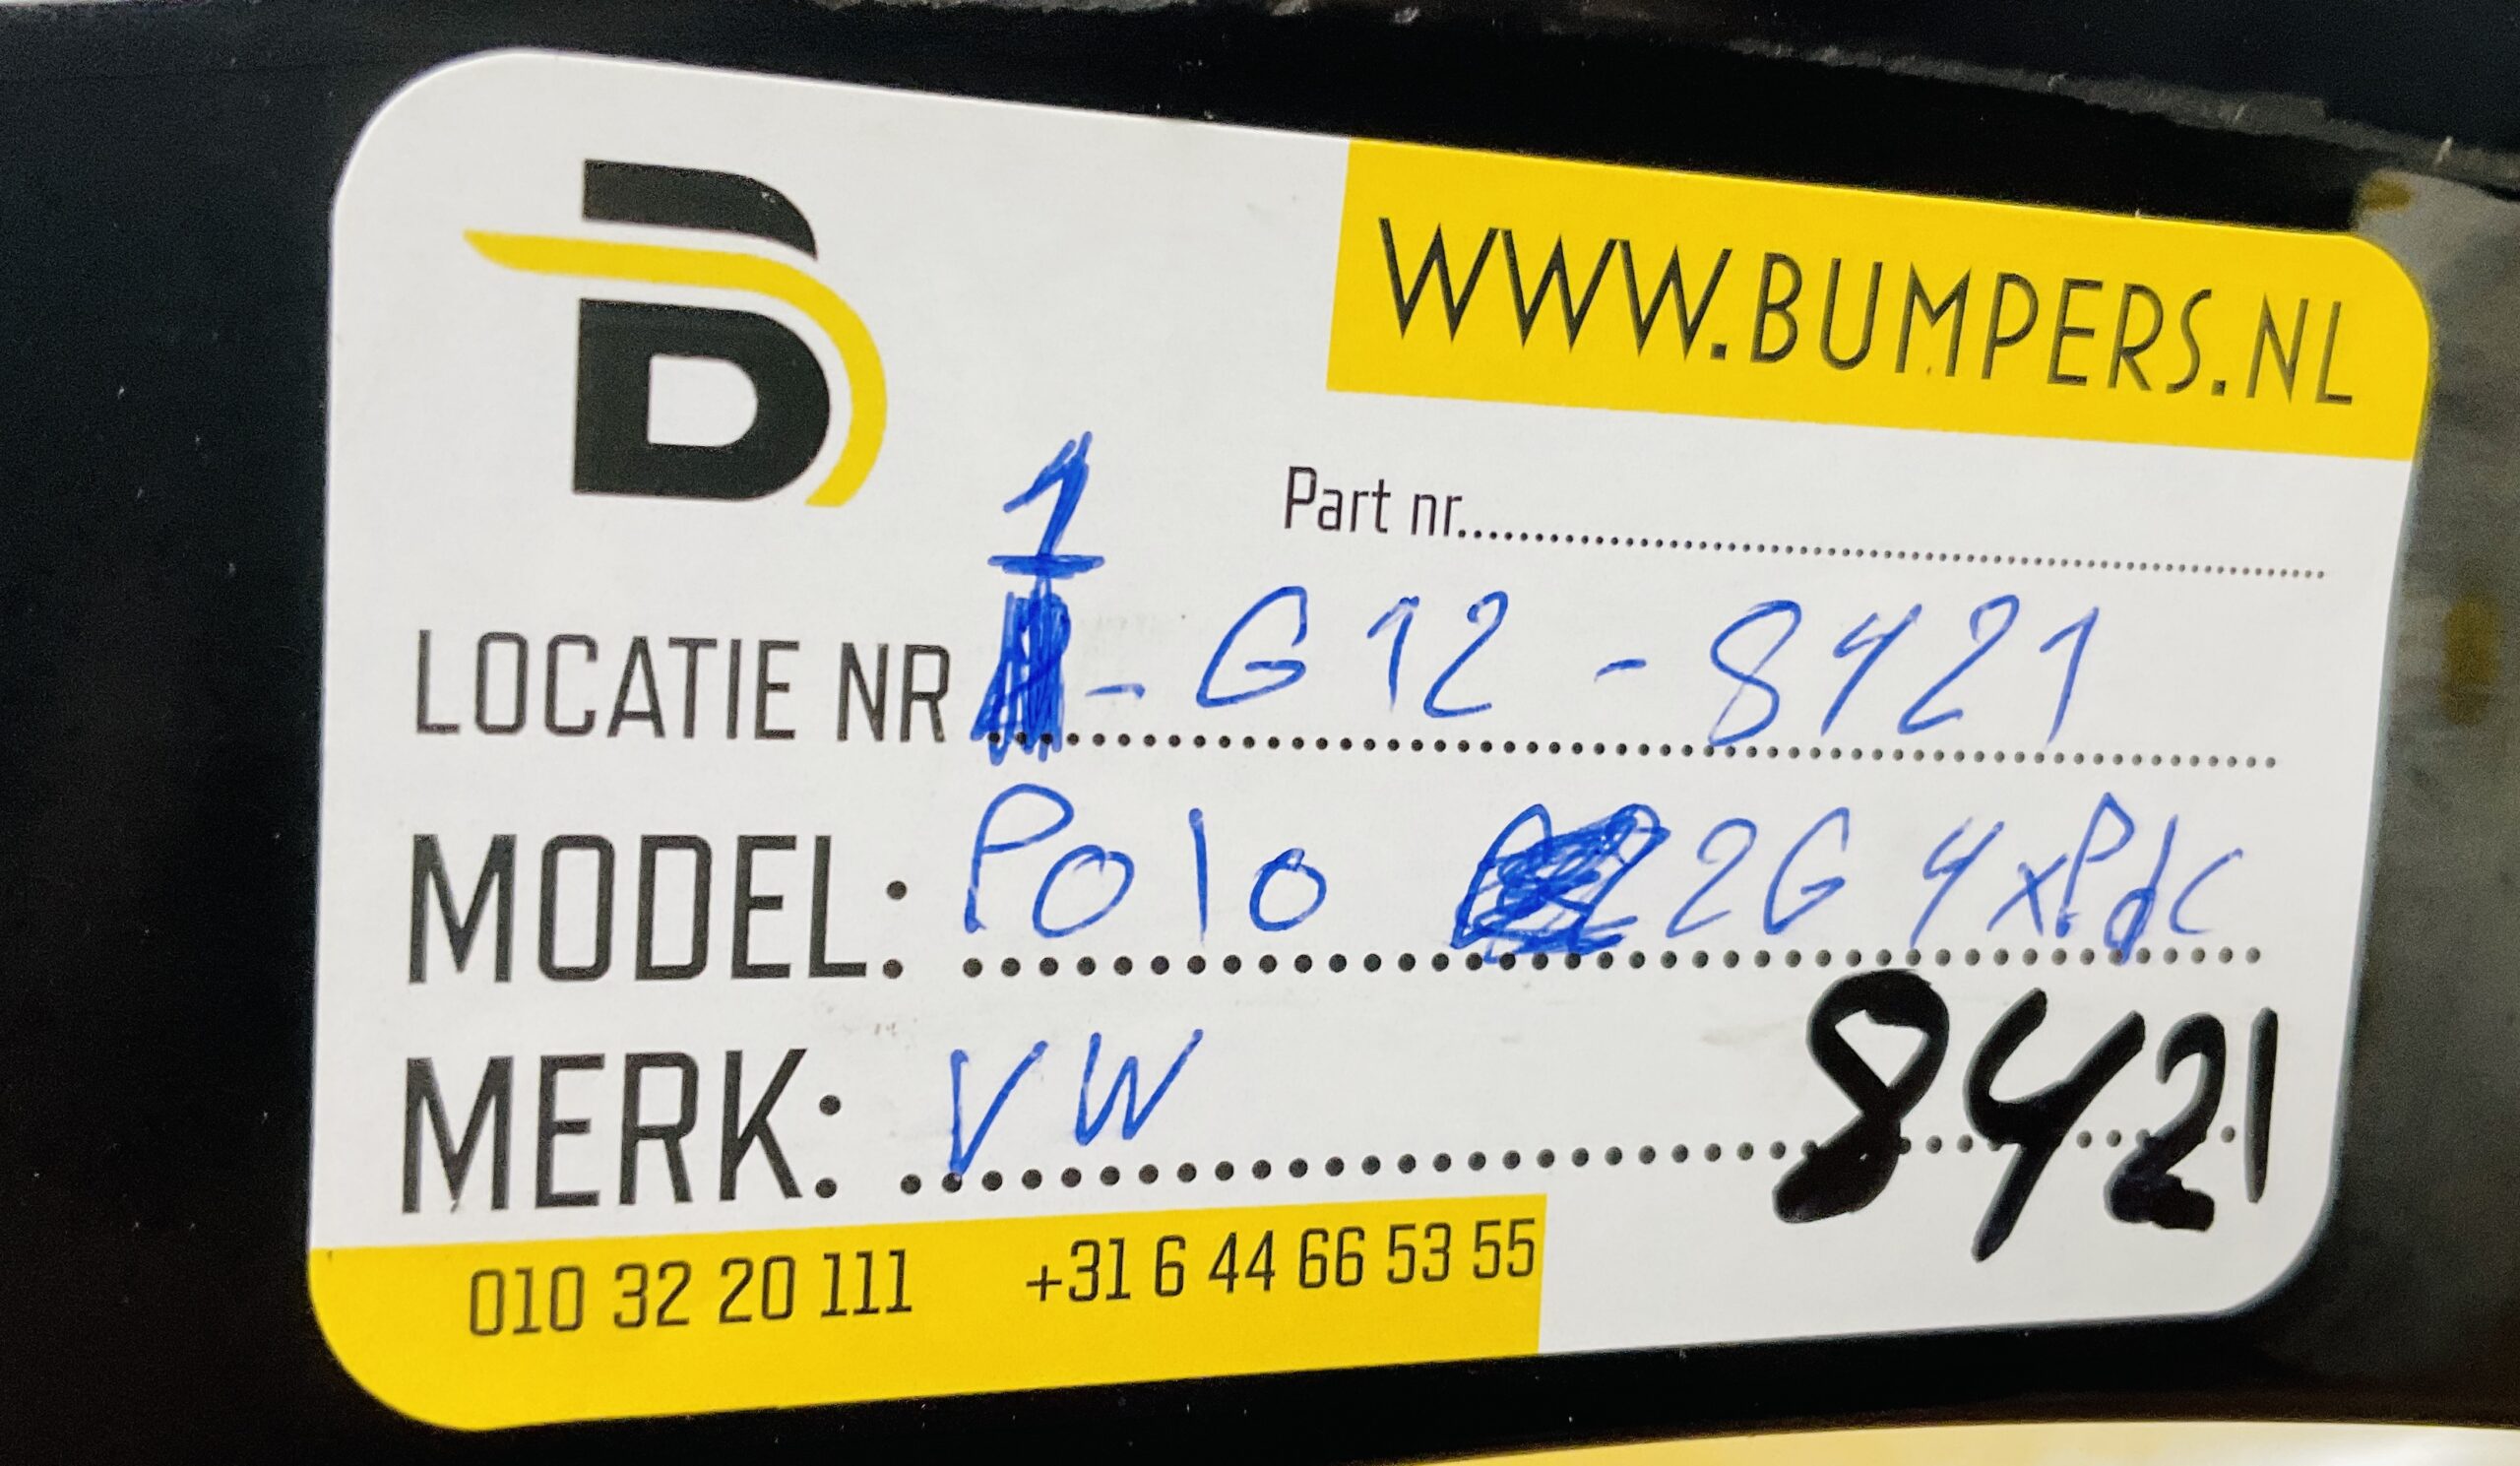 B
WWW.BUMPERS.NL
Part nr.
LOCATIE NR 1 - G12 - 8421
MODEL: Polo 2G 4xPdc
MERK: VW
8421
010 32 20 111 +31 6 44 66 53 55